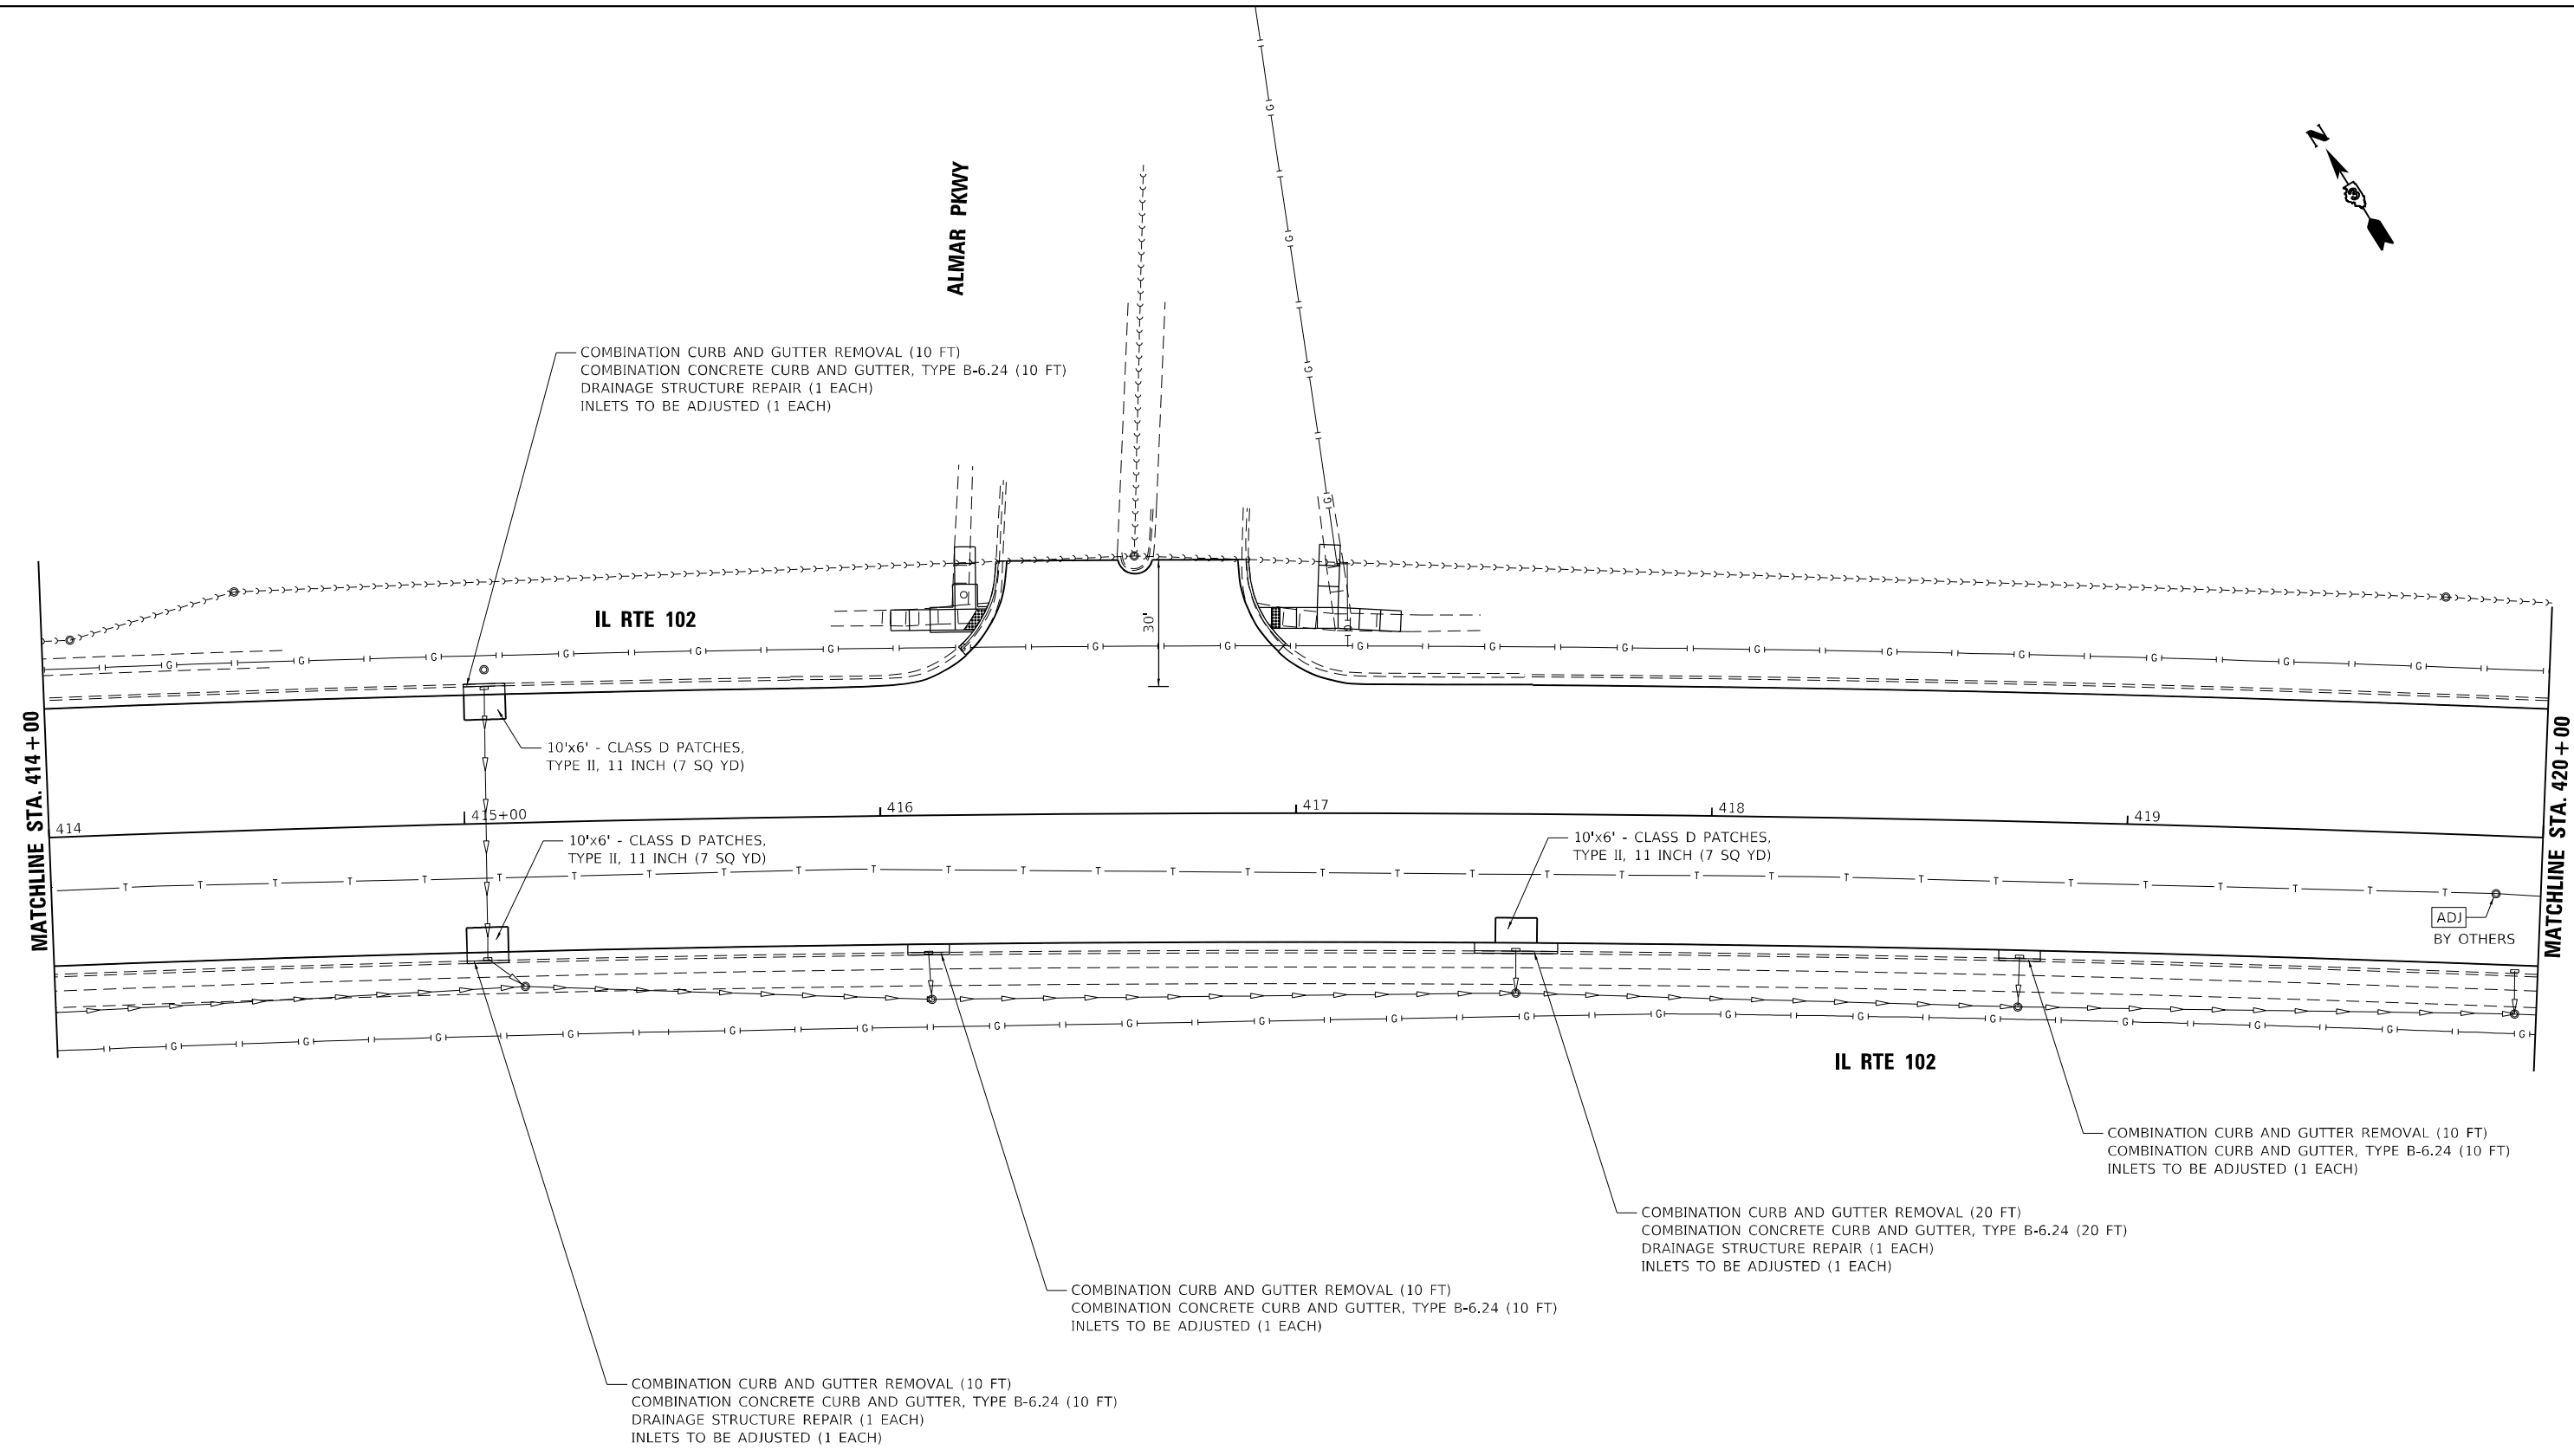 N
3
ALMAR PKWY
COMBINATION CURB AND GUTTER REMOVAL (10 FT)
COMBINATION CONCRETE CURB AND GUTTER, TYPE B-6.24 (10 FT)
DRAINAGE STRUCTURE REPAIR (1 EACH)
INLETS TO BE ADJUSTED (1 EACH)
IL RTE 102
30'
10'x6' - CLASS D PATCHES,
TYPE II, 11 INCH (7 SQ YD)
MATCHLINE STA. 414+00
MATCHLINE STA. 420+00
414
415+00
416
417
418
419
10'x6' - CLASS D PATCHES,
TYPE II, 11 INCH (7 SQ YD)
10'x6' - CLASS D PATCHES,
TYPE II, 11 INCH (7 SQ YD)
ADJ
BY OTHERS
IL RTE 102
COMBINATION CURB AND GUTTER REMOVAL (10 FT)
COMBINATION CURB AND GUTTER, TYPE B-6.24 (10 FT)
INLETS TO BE ADJUSTED (1 EACH)
COMBINATION CURB AND GUTTER REMOVAL (20 FT)
COMBINATION CONCRETE CURB AND GUTTER, TYPE B-6.24 (20 FT)
DRAINAGE STRUCTURE REPAIR (1 EACH)
INLETS TO BE ADJUSTED (1 EACH)
COMBINATION CURB AND GUTTER REMOVAL (10 FT)
COMBINATION CONCRETE CURB AND GUTTER, TYPE B-6.24 (10 FT)
INLETS TO BE ADJUSTED (1 EACH)
COMBINATION CURB AND GUTTER REMOVAL (10 FT)
COMBINATION CONCRETE CURB AND GUTTER, TYPE B-6.24 (10 FT)
DRAINAGE STRUCTURE REPAIR (1 EACH)
INLETS TO BE ADJUSTED (1 EACH)